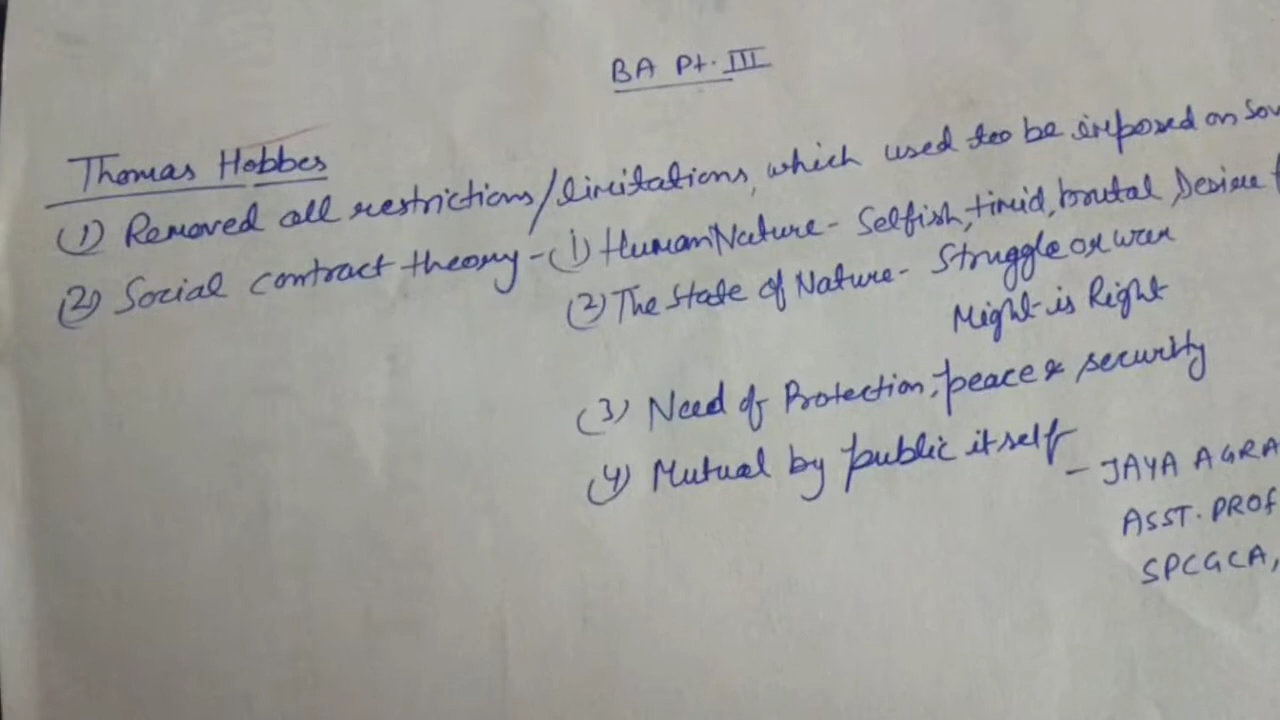 BA Pt. III
Thomas Hobbes
(1) Removed all restrictions/limitations, which used too be imposed on Sov
(2) Social contract theory - (1) Human Nature - Selfish, timid, brutal, Desire
(2) The State of Nature - Struggle or war
Might is Right
(3) Need of Protection, peace & security
(4) Mutual by public itself
- JAYA AGRA
ASST. PROF
SPCGCA,